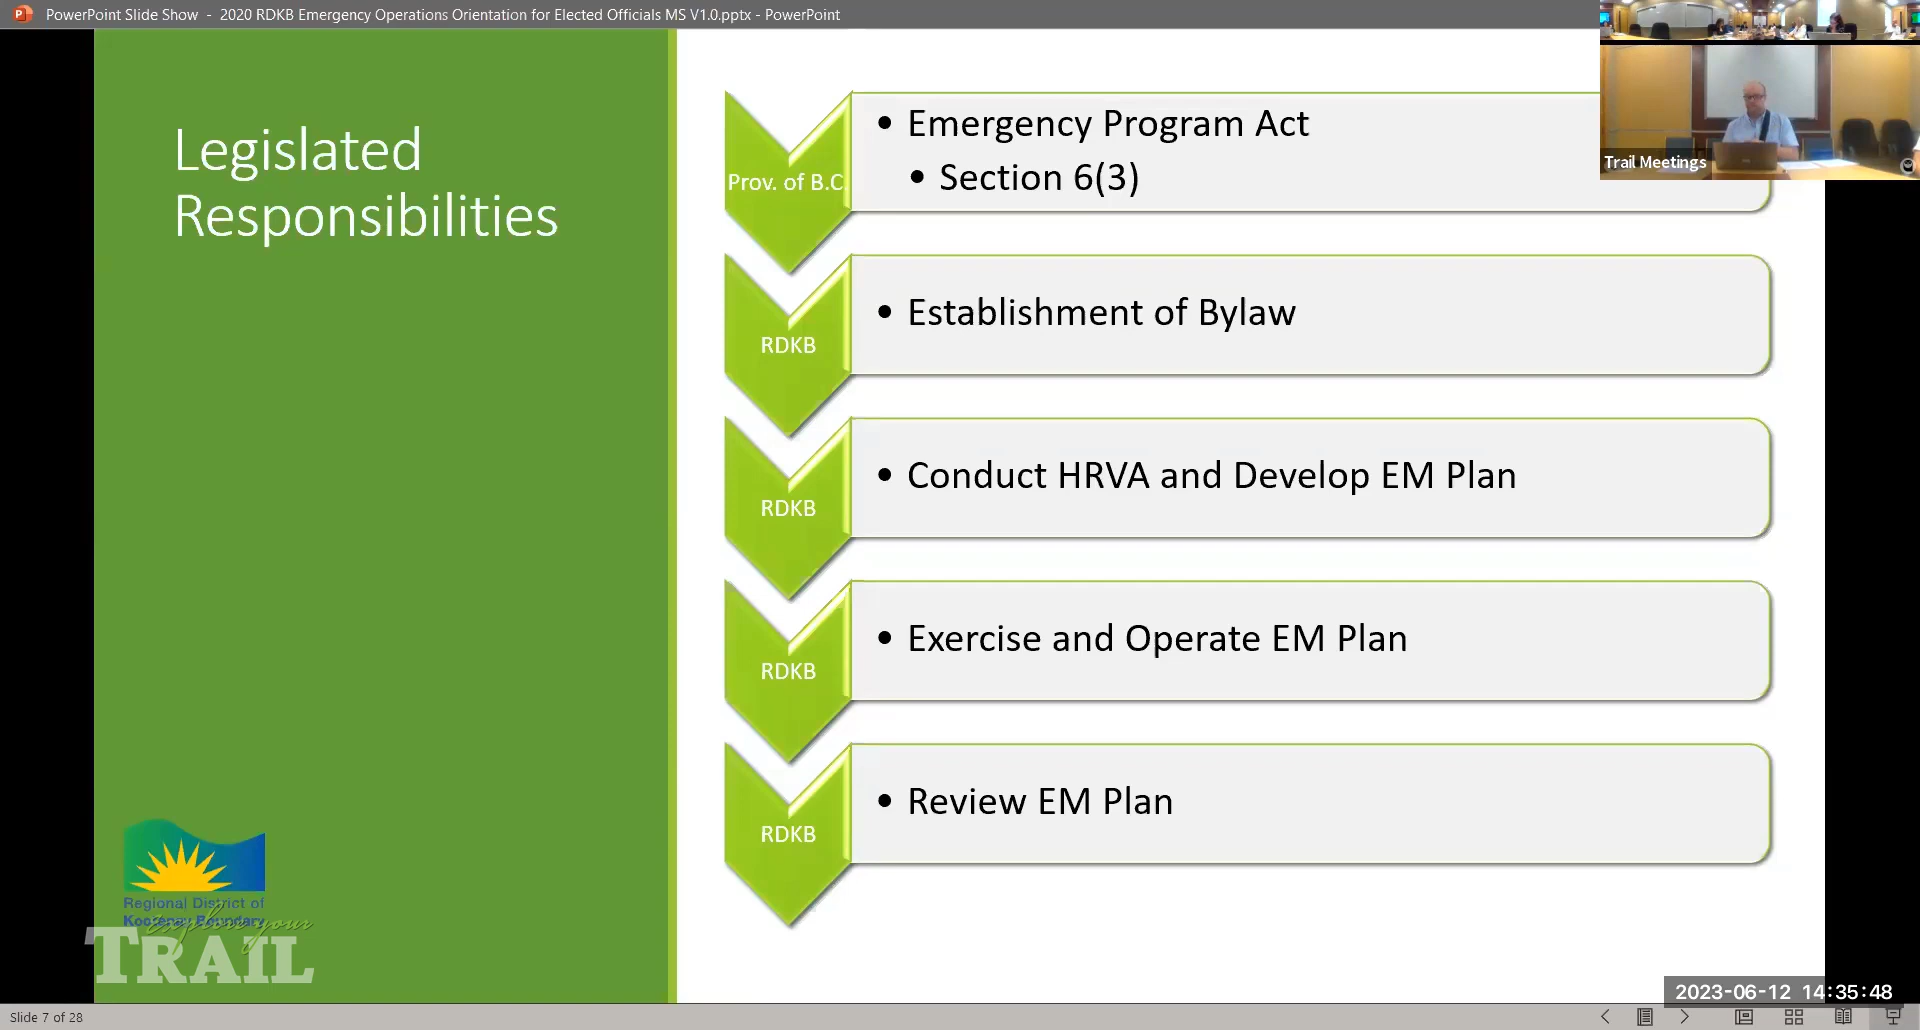 PowerPoint Slide Show - 2020 RDKB Emergency Operations Orientation for Elected Officials MS V1.0.pptx - PowerPoint
Legislated
Responsibilities
Prov. of B.C.
• Emergency Program Act
• Section 6(3)
RDKB
• Establishment of Bylaw
RDKB
• Conduct HRVA and Develop EM Plan
RDKB
• Exercise and Operate EM Plan
RDKB
• Review EM Plan
Trail Meetings
Regional District of
Kootenay Boundary
explore your
TRAIL
2023-06-12 14:35:48
Slide 7 of 28